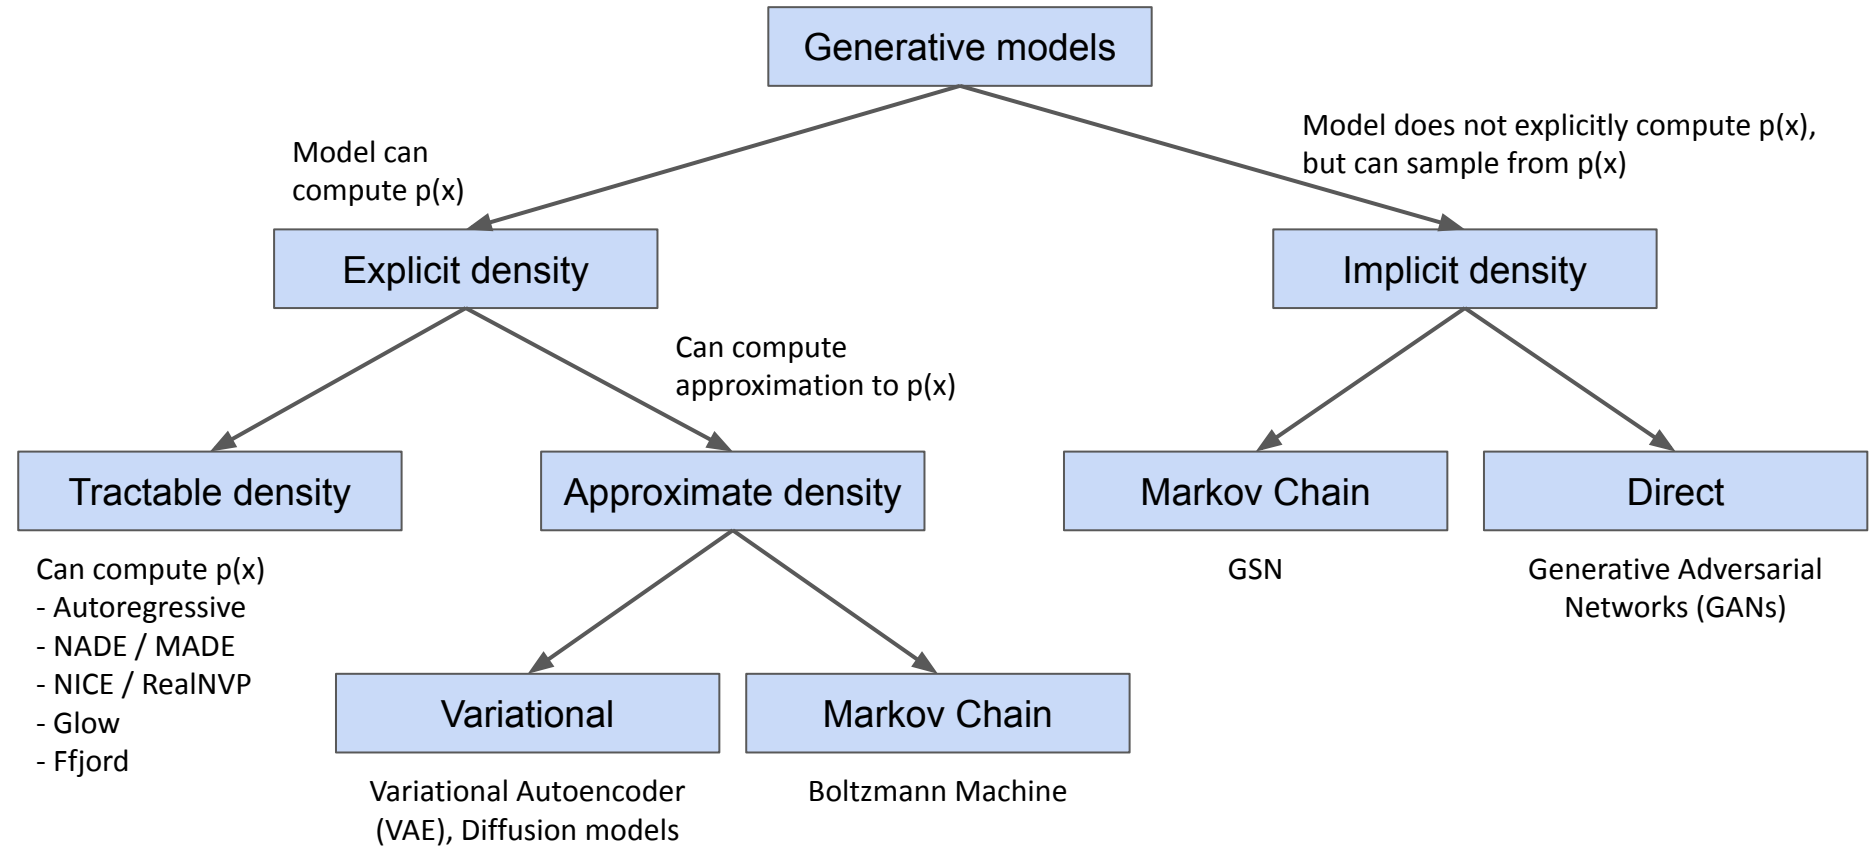 Generative models
Model can
compute p(x)
Model does not explicitly compute p(x),
but can sample from p(x)
Explicit density
Implicit density
Can compute
approximation to p(x)
Tractable density
Approximate density
Markov Chain
Direct
Can compute p(x)
- Autoregressive
- NADE / MADE
- NICE / RealNVP
- Glow
- Ffjord
GSN
Generative Adversarial
Networks (GANs)
Variational
Markov Chain
Variational Autoencoder
(VAE), Diffusion models
Boltzmann Machine